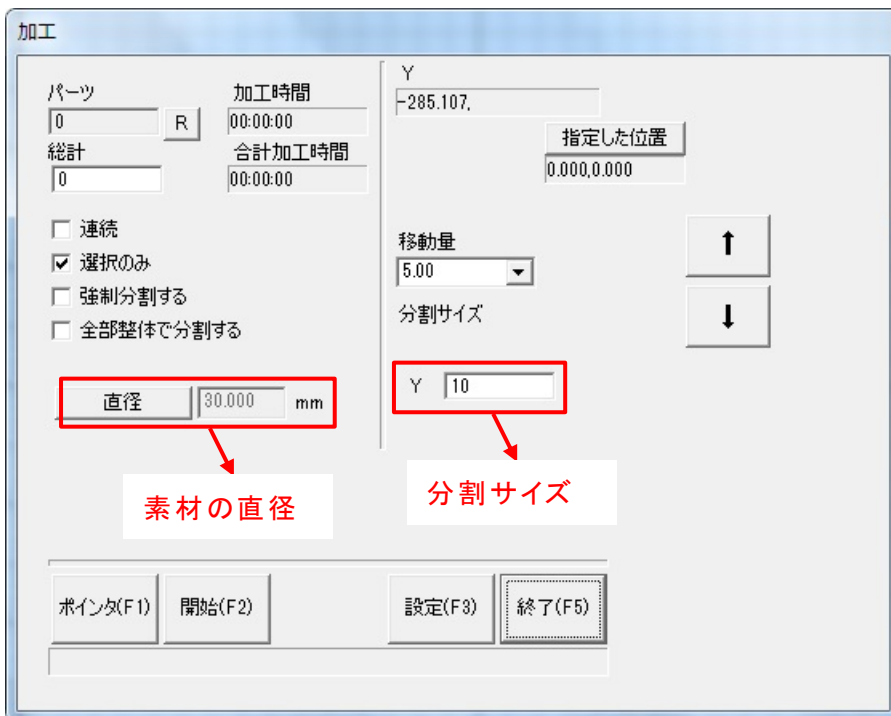 加工
パーツ
0
R
加工時間
00:00:00
総計
0
合計加工時間
00:00:00
連続
選択のみ
強制分割する
全部整体で分割する
直径
30.000
mm
素材の直径
Y
-285.107,
指定した位置
0.000,0.000
移動量
5.00
↑
↓
分割サイズ
Y
10
分割サイズ
ポインタ(F1)
開始(F2)
設定(F3)
終了(F5)